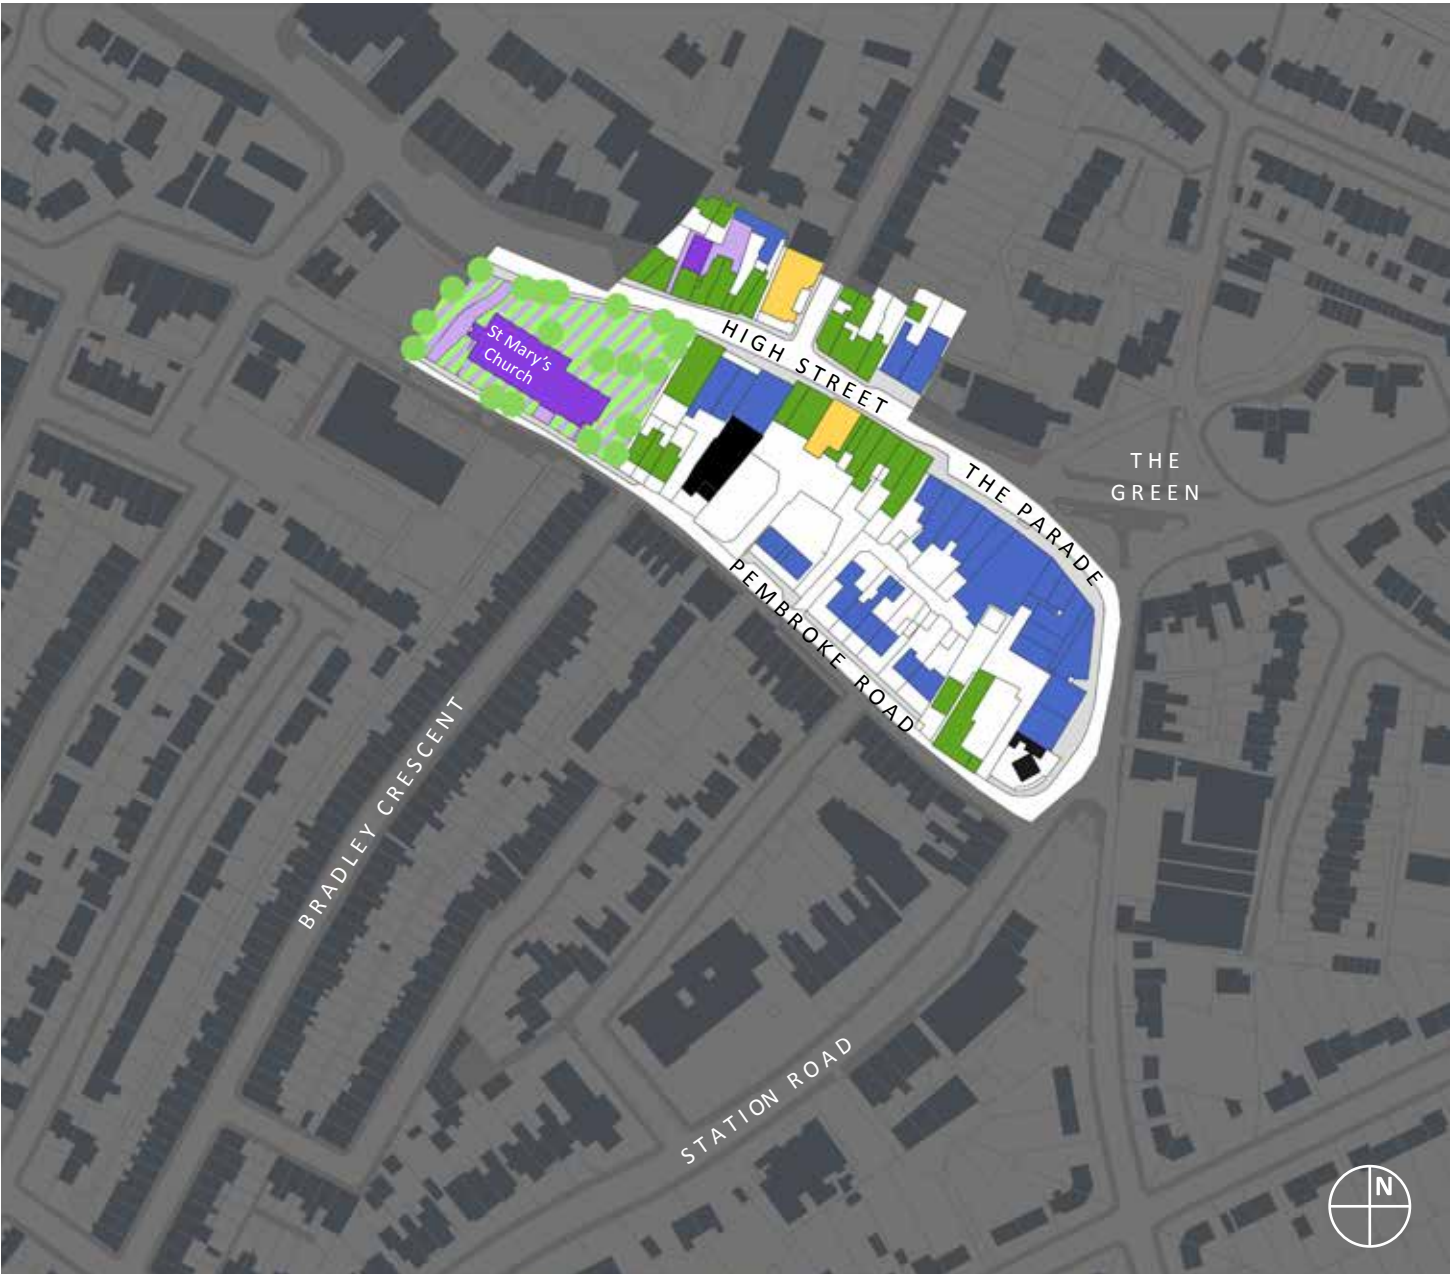 St Mary's
Church
HIGH STREET
THE PARADE
THE
GREEN
PEMBROKE ROAD
BRADLEY CRESCENT
STATION ROAD
N